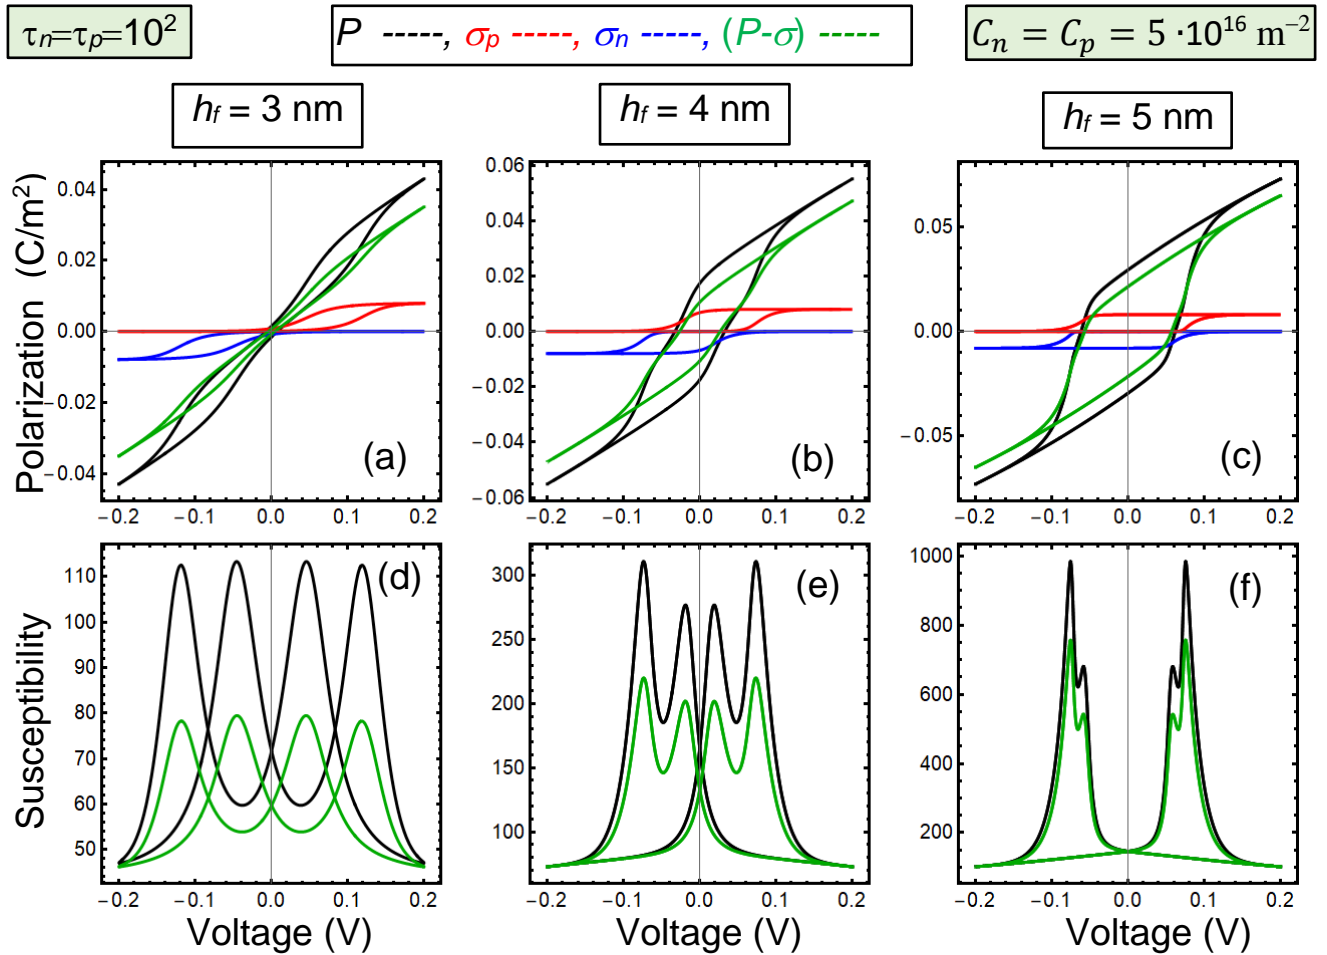 τn=τp=10²
P -----, σp -----, σn -----, (P-σ) -----
Cn = Cp = 5 ·10¹⁶ m⁻²
hf = 3 nm
hf = 4 nm
hf = 5 nm
Polarization (C/m²)
0.04
0.02
0.00
−0.02
−0.04
(a)
−0.2 −0.1 0.0 0.1 0.2
0.06
0.04
0.02
0.00
−0.02
−0.04
−0.06
(b)
−0.2 −0.1 0.0 0.1 0.2
0.05
0.00
−0.05
(c)
−0.2 −0.1 0.0 0.1 0.2
Susceptibility
110
100
90
80
70
60
50
(d)
−0.2 −0.1 0.0 0.1 0.2
Voltage (V)
300
250
200
150
100
(e)
−0.2 −0.1 0.0 0.1 0.2
Voltage (V)
1000
800
600
400
200
(f)
−0.2 −0.1 0.0 0.1 0.2
Voltage (V)